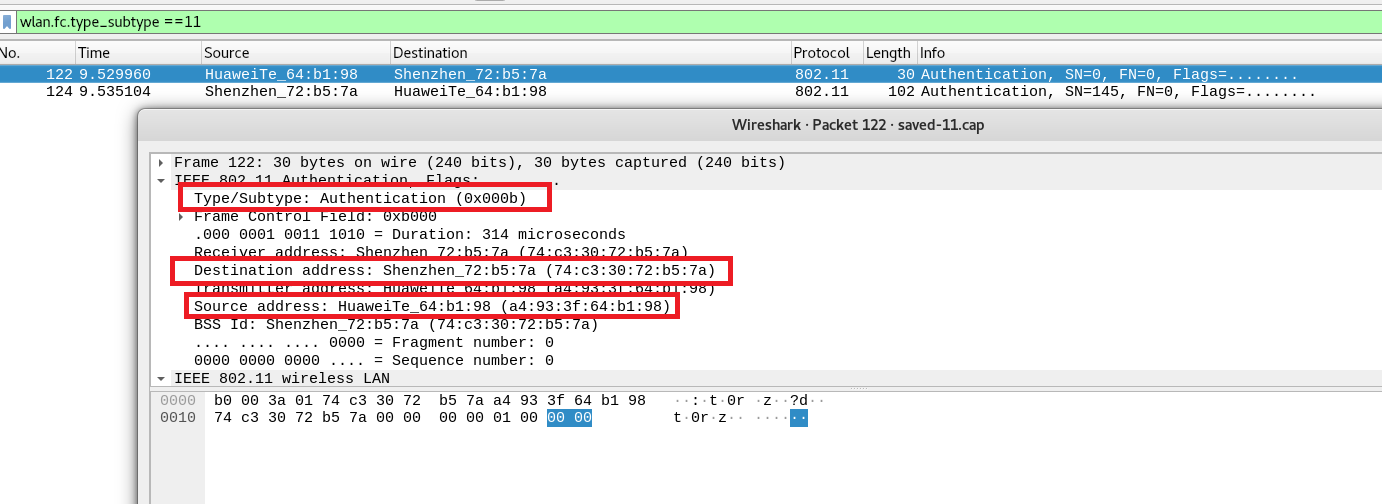 wlan.fc.type_subtype ==11
No. Time Source Destination Protocol Length Info
122 9.529960 HuaweiTe_64:b1:98 Shenzhen_72:b5:7a 802.11 30 Authentication, SN=0, FN=0, Flags=........
124 9.535104 Shenzhen_72:b5:7a HuaweiTe_64:b1:98 802.11 102 Authentication, SN=145, FN=0, Flags=........
Wireshark · Packet 122 · saved-11.cap
Frame 122: 30 bytes on wire (240 bits), 30 bytes captured (240 bits)
IEEE 802.11 Authentication, Flags: ........
Type/Subtype: Authentication (0x000b)
Frame Control Field: 0xb000
.000 0001 0011 1010 = Duration: 314 microseconds
Receiver address: Shenzhen_72:b5:7a (74:c3:30:72:b5:7a)
Destination address: Shenzhen_72:b5:7a (74:c3:30:72:b5:7a)
Transmitter address: HuaweiTe_64:b1:98 (a4:93:3f:64:b1:98)
Source address: HuaweiTe_64:b1:98 (a4:93:3f:64:b1:98)
BSS Id: Shenzhen_72:b5:7a (74:c3:30:72:b5:7a)
.... .... .... 0000 = Fragment number: 0
0000 0000 0000 .... = Sequence number: 0
IEEE 802.11 wireless LAN
0000 b0 00 3a 01 74 c3 30 72 b5 7a a4 93 3f 64 b1 98 ··:·t·0r ·z··?d··
0010 74 c3 30 72 b5 7a 00 00 00 00 01 00 00 00 t·0r·z·· ······